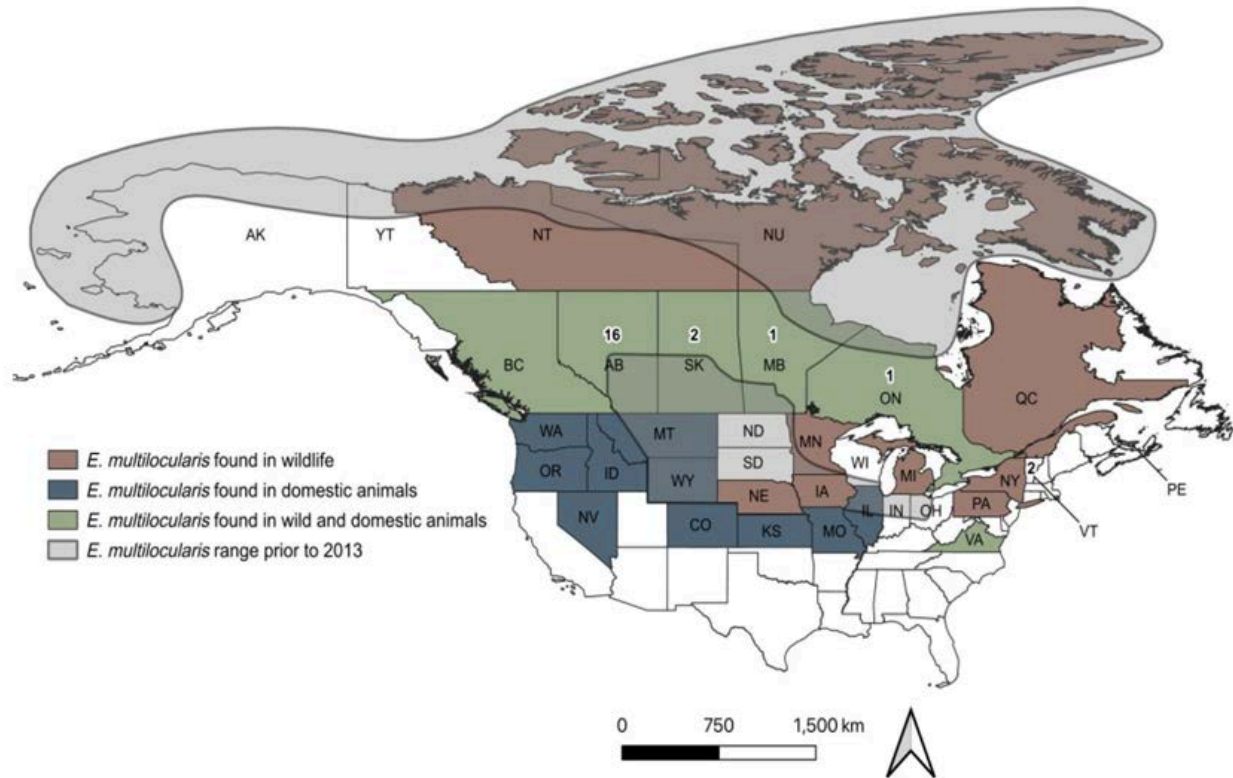 AK
YT
NT
NU
16
2
1
BC
AB
SK
MB
1
ON
QC
WA
MT
ND
MN
OR
ID
SD
WI
MI
NY
2
WY
PE
NE
IA
PA
NV
IL
IN
OH
VT
CO
KS
MO
VA
E. multilocularis found in wildlife
E. multilocularis found in domestic animals
E. multilocularis found in wild and domestic animals
E. multilocularis range prior to 2013
0 750 1,500 km